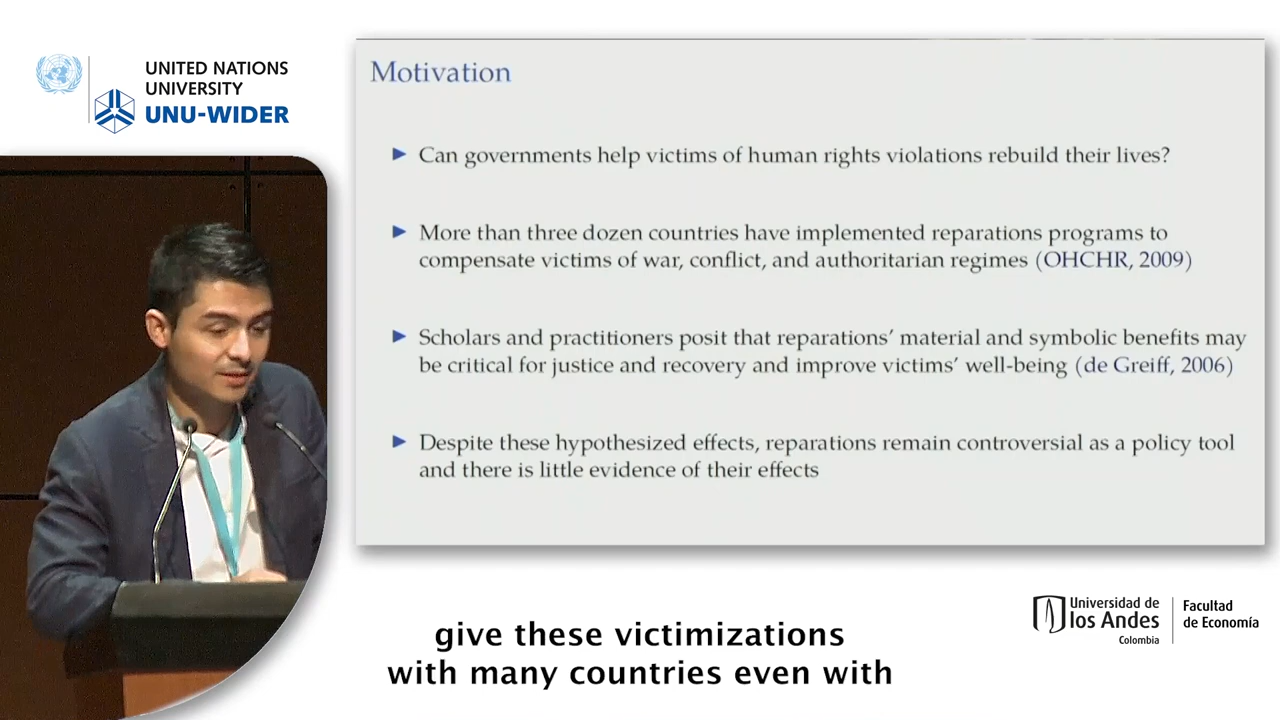 UNITED NATIONS
UNIVERSITY
UNU-WIDER
Motivation
Can governments help victims of human rights violations rebuild their lives?
More than three dozen countries have implemented reparations programs to
compensate victims of war, conflict, and authoritarian regimes (OHCHR, 2009)
Scholars and practitioners posit that reparations' material and symbolic benefits may
be critical for justice and recovery and improve victims' well-being (de Greiff, 2006)
Despite these hypothesized effects, reparations remain controversial as a policy tool
and there is little evidence of their effects
Universidad de
los Andes
Colombia
Facultad
de Economía
give these victimizations
with many countries even with